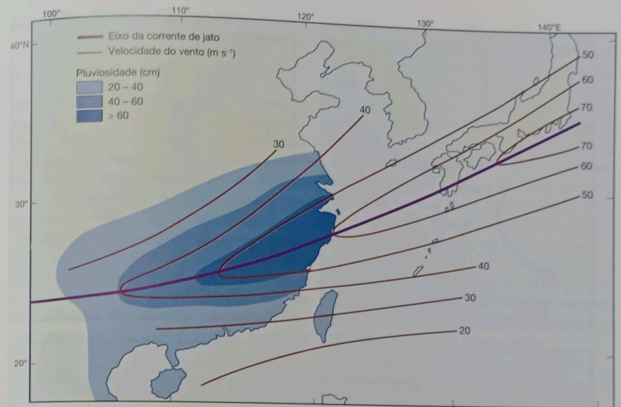 100° 110° 120° 130° 140°E
Eixo da corrente de jato
Velocidade do vento (m s⁻¹)
Pluviosidade (cm)
20 – 40
40 – 60
> 60
40°N
30°
20°
30
40
50
60
70
70
60
50
40
30
20